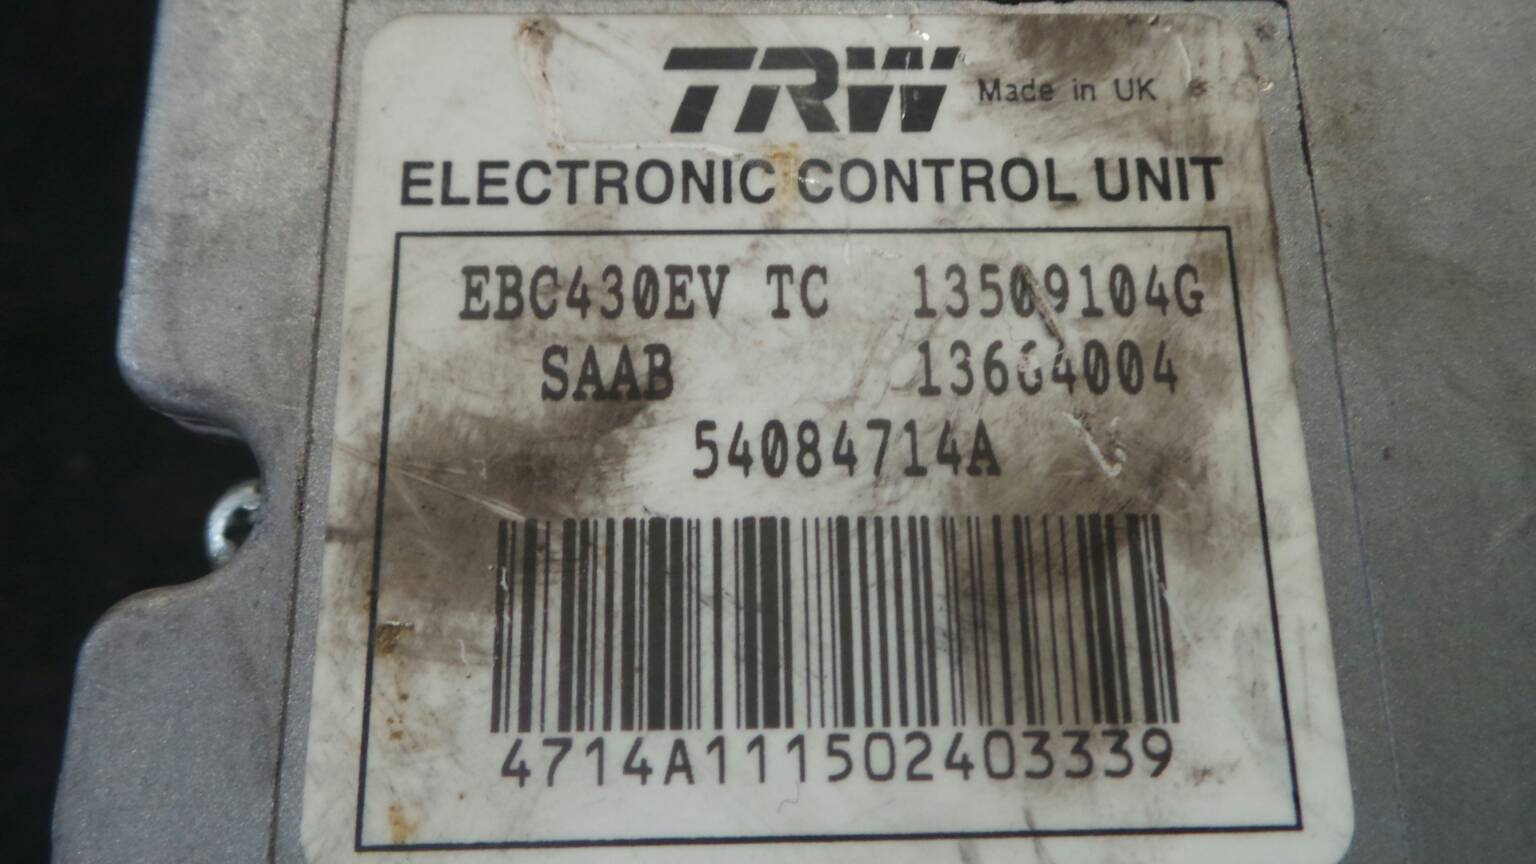 TRW Made in UK
ELECTRONIC CONTROL UNIT
EBC430EV TC 13509104G
SAAB 13664004
54084714A
4714A111502403339